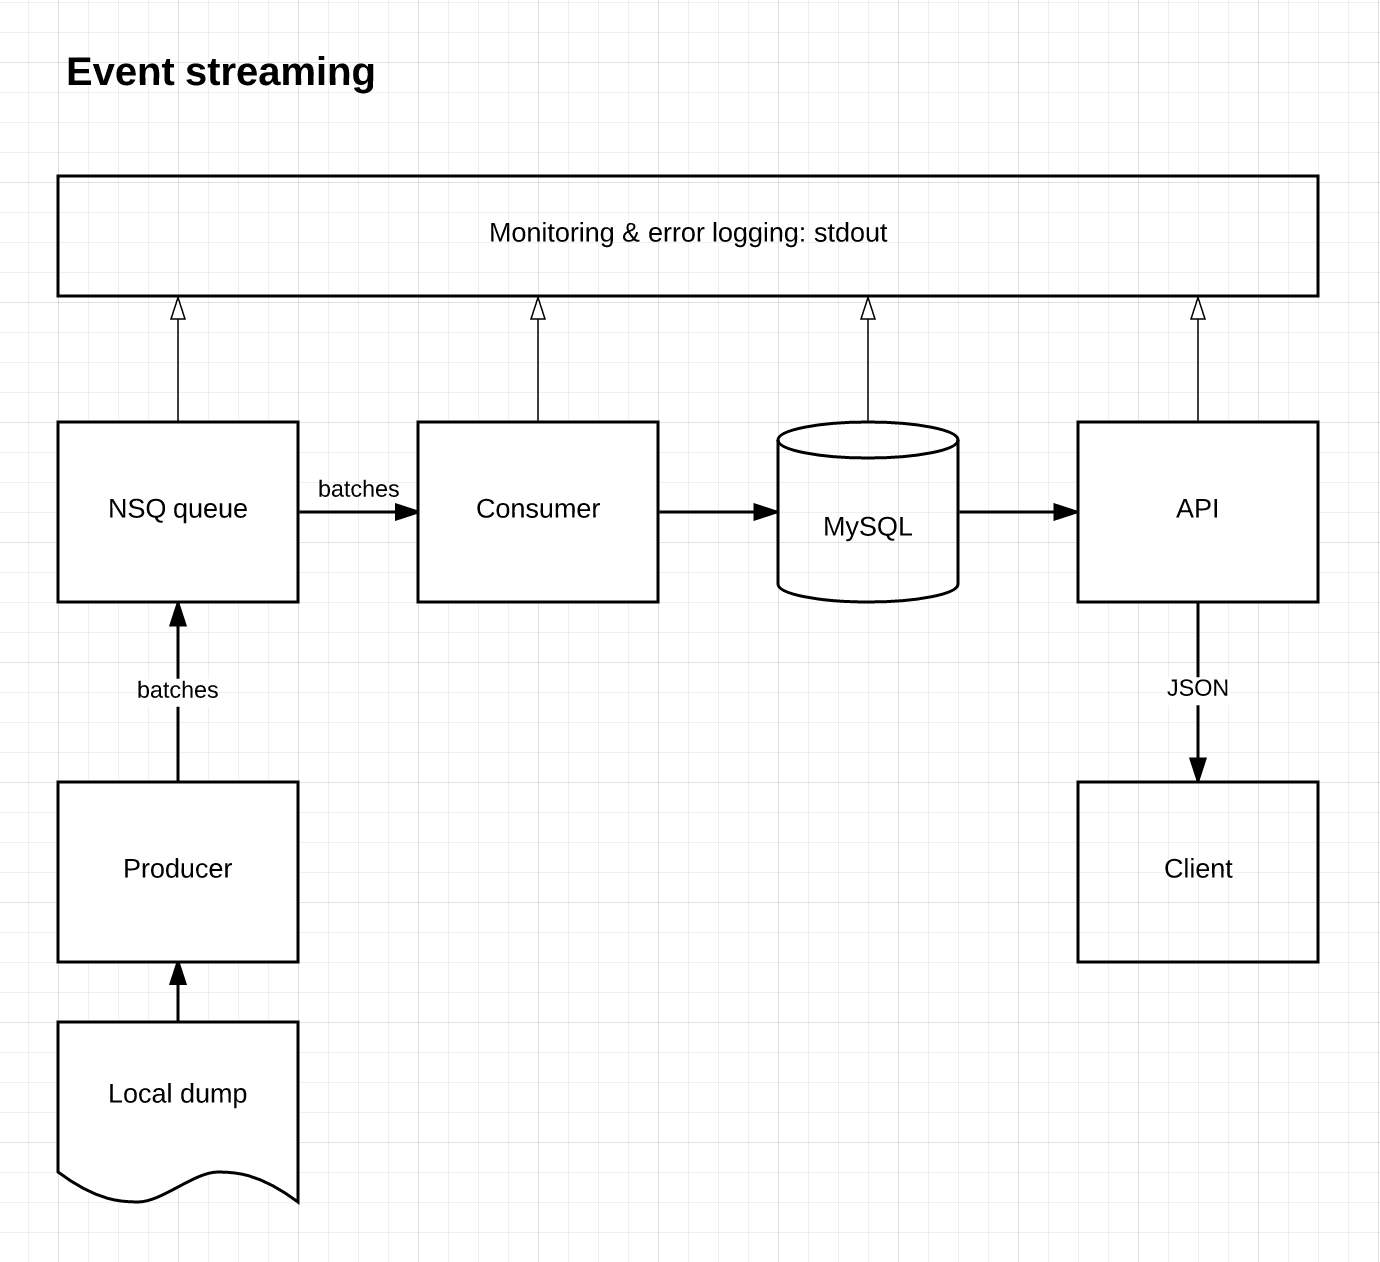 Event streaming
Monitoring & error logging: stdout
NSQ queue
batches
Consumer
MySQL
API
batches
JSON
Producer
Client
Local dump